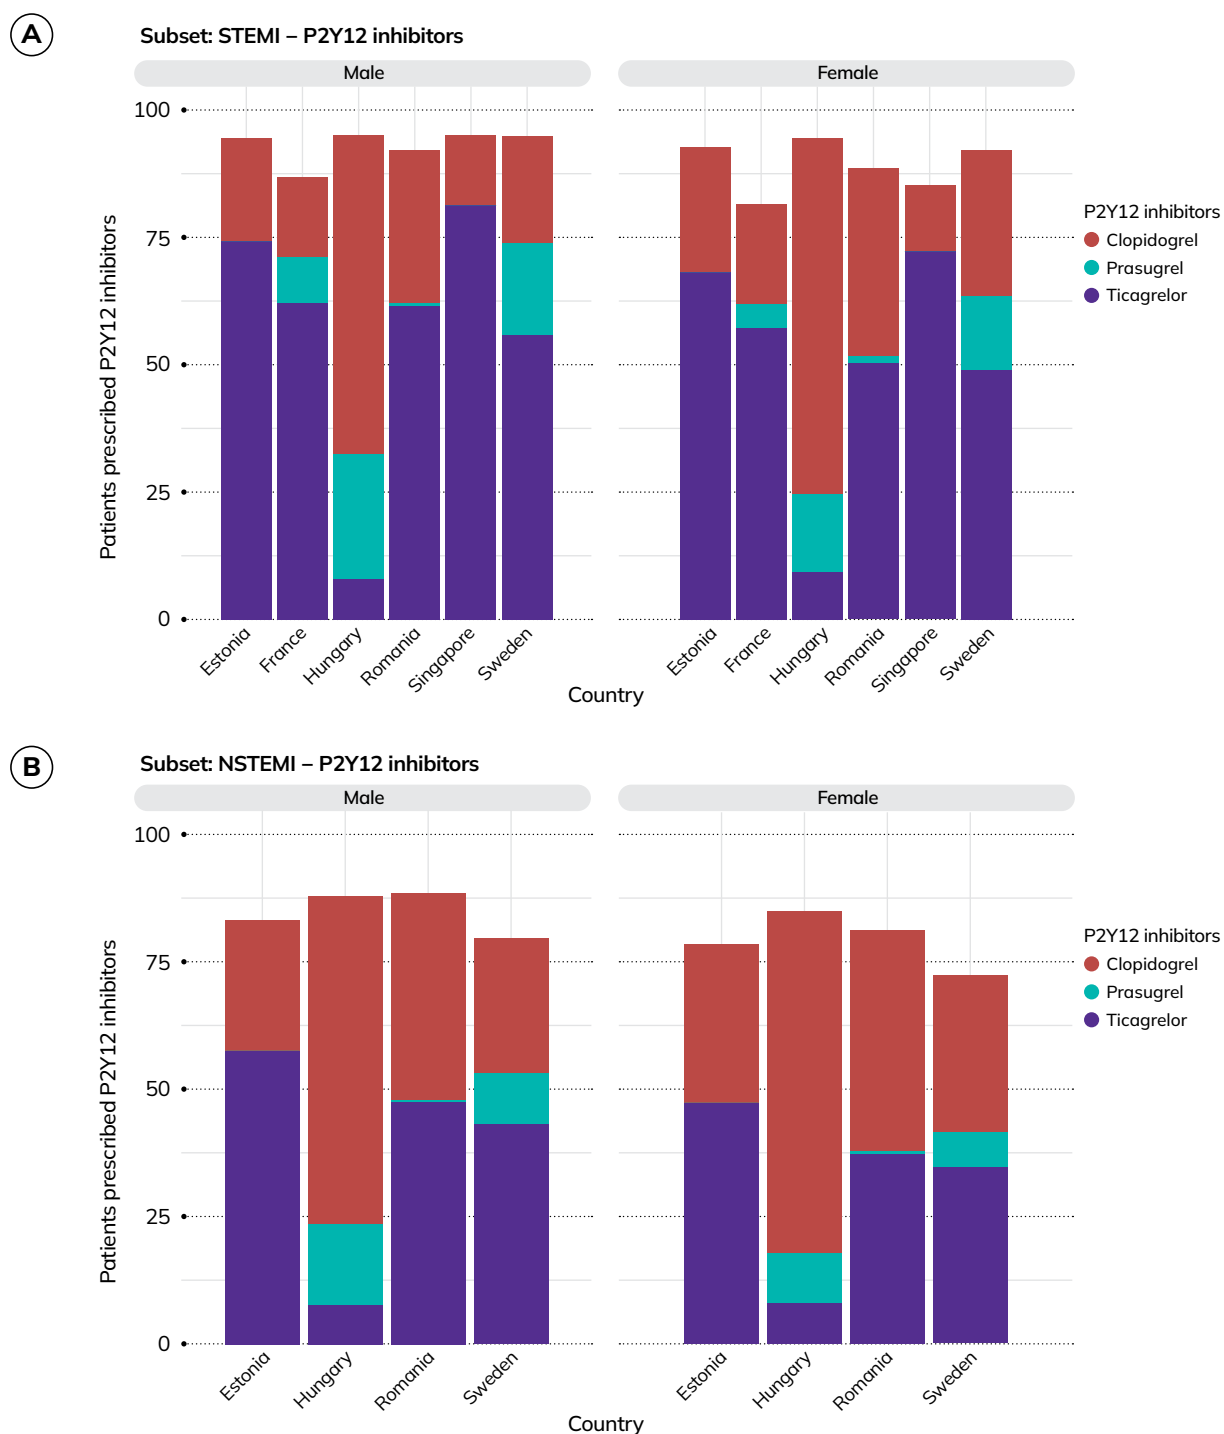 A
Subset: STEMI – P2Y12 inhibitors
Male
Female
Patients prescribed P2Y12 inhibitors
100
75
50
25
0
Estonia
France
Hungary
Romania
Singapore
Sweden
Estonia
France
Hungary
Romania
Singapore
Sweden
Country
P2Y12 inhibitors
Clopidogrel
Prasugrel
Ticagrelor
B
Subset: NSTEMI – P2Y12 inhibitors
Male
Female
Patients prescribed P2Y12 inhibitors
100
75
50
25
0
Estonia
Hungary
Romania
Sweden
Estonia
Hungary
Romania
Sweden
Country
P2Y12 inhibitors
Clopidogrel
Prasugrel
Ticagrelor